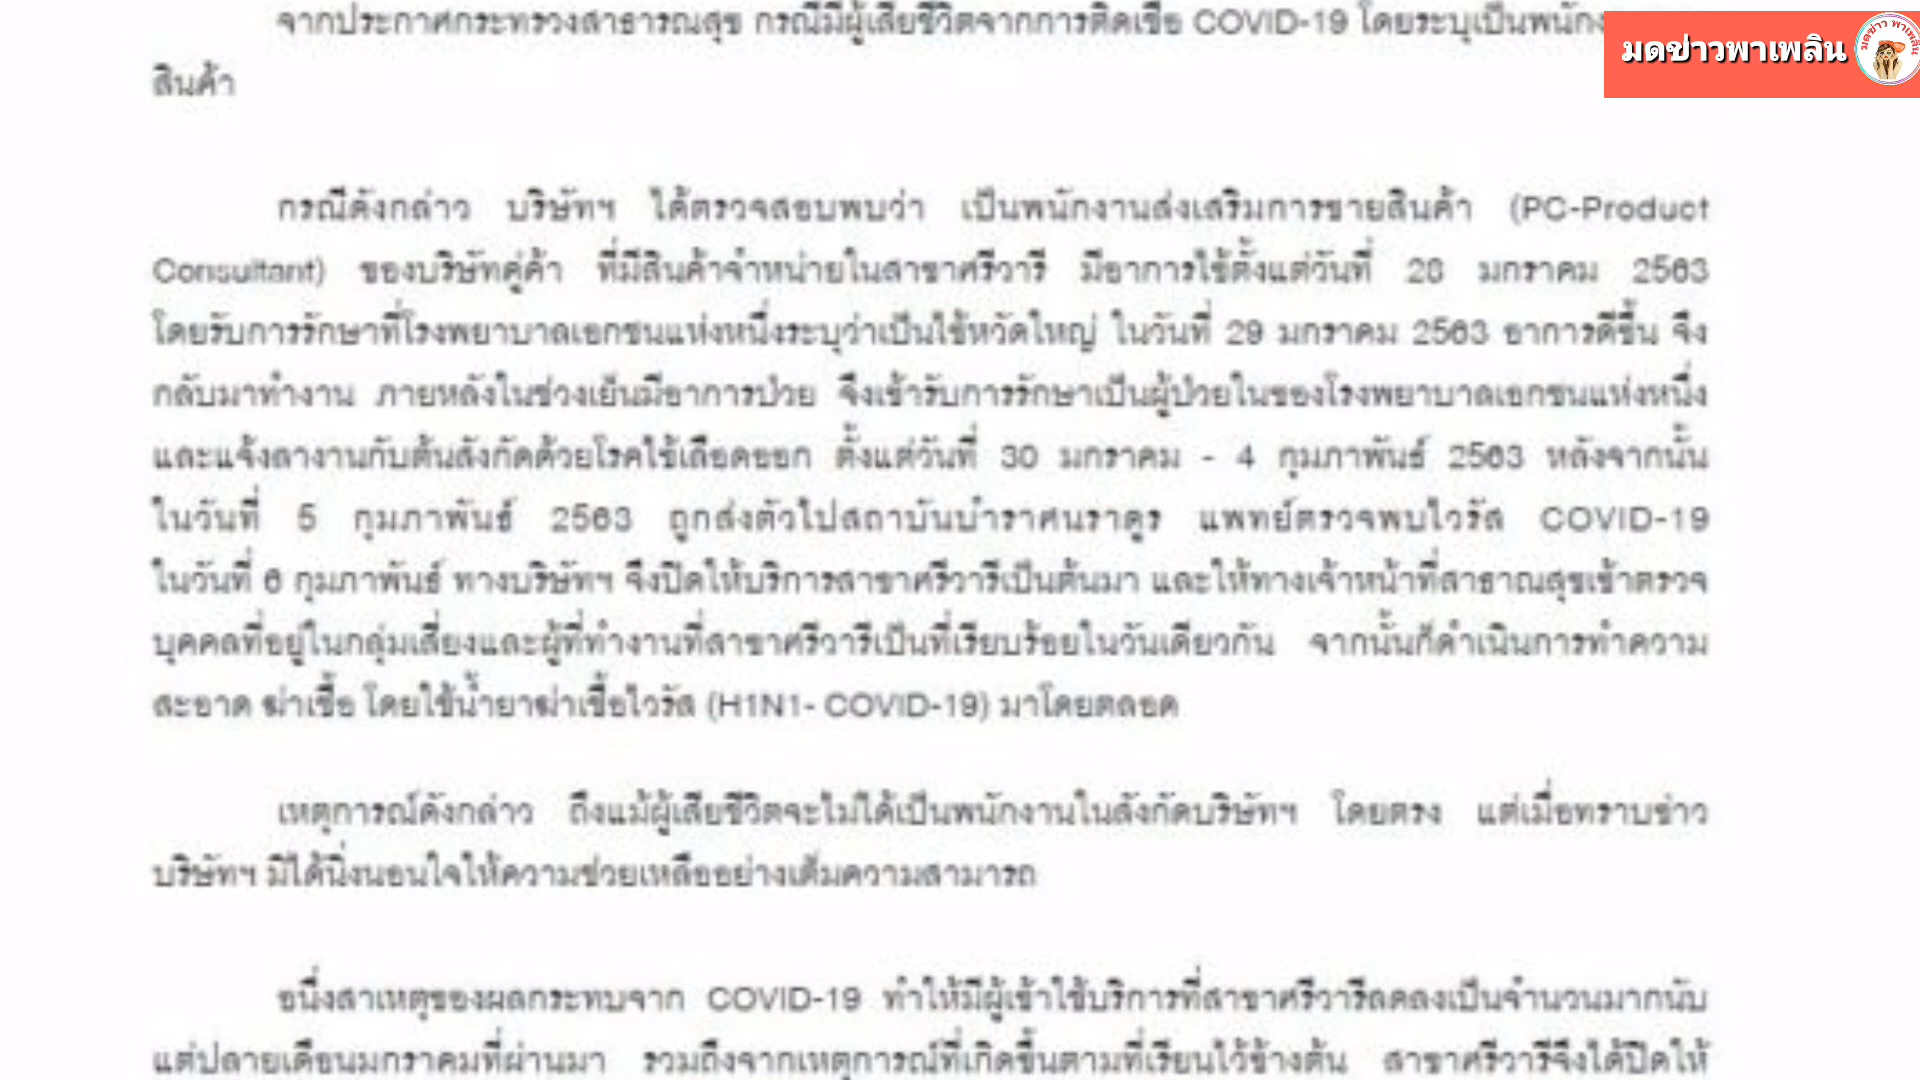 จากประกาศกระทรวงสาธารณสุข กรณีมีผู้เสียชีวิตจากการติดเชื้อ COVID-19 โดยระบุเป็น
มดข่าวพาเพลิน
มดข่าว พาเพลิน
สินค้า
กรณีดังกล่าว บริษัทฯ ได้ตรวจสอบพบว่า เป็นพนักงานส่งเสริมการขายสินค้า (PC-Product
Consultant) ของบริษัทคู่ค้า ที่มีสินค้าจำหน่ายในสาขาศรีวารี มีอาการไข้ตั้งแต่วันที่ 28 มกราคม 2563
โดยรับการรักษาที่โรงพยาบาลเอกชนแห่งหนึ่งระบุว่าเป็นไข้หวัดใหญ่ ในวันที่ 29 มกราคม 2563 อาการดีขึ้น จึง
กลับมาทำงาน ภายหลังในช่วงเย็นมีอาการป่วย จึงเข้ารับการรักษาเป็นผู้ป่วยในของโรงพยาบาลเอกชนแห่งหนึ่ง
และแจ้งลางานกับต้นสังกัดด้วยโรคไข้เลือดออก ตั้งแต่วันที่ 30 มกราคม - 4 กุมภาพันธ์ 2563 หลังจากนั้น
ในวันที่ 5 กุมภาพันธ์ 2563 ถูกส่งตัวไปสถาบันบำราศนราดูร แพทย์ตรวจพบไวรัส COVID-19
ในวันที่ 6 กุมภาพันธ์ ทางบริษัทฯ จึงปิดให้บริการสาขาศรีวารีเป็นต้นมา และให้ทางเจ้าหน้าที่สาธาณสุขเข้าตรวจ
บุคคลที่อยู่ในกลุ่มเสี่ยงและผู้ที่ทำงานที่สาขาศรีวารีเป็นที่เรียบร้อยในวันเดียวกัน จากนั้นก็ดำเนินการทำความ
สะอาด ฆ่าเชื้อ โดยใช้น้ำยาฆ่าเชื้อไวรัส (H1N1- COVID-19) มาโดยตลอด
เหตุการณ์ดังกล่าว ถึงแม้ผู้เสียชีวิตจะไม่ได้เป็นพนักงานในสังกัดบริษัทฯ โดยตรง แต่เมื่อทราบข่าว
บริษัทฯ มิได้นิ่งนอนใจให้ความช่วยเหลืออย่างเต็มความสามารถ
อนึ่งสาเหตุของผลกระทบจาก COVID-19 ทำให้มีผู้เข้าใช้บริการที่สาขาศรีวารีลดลงเป็นจำนวนมากนับ
แต่ปลายเดือนมกราคมที่ผ่านมา รวมถึงจากเหตุการณ์ที่เกิดขึ้นตามที่เรียนไว้ข้างต้น สาขาศรีวารีจึงได้ปิดให้